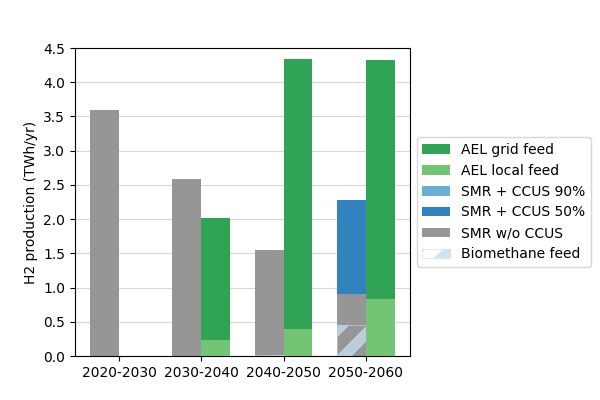 4.5
4.0
3.5
3.0
2.5
2.0
1.5
1.0
0.5
0.0
H2 production (TWh/yr)
2020-2030 2030-2040 2040-2050 2050-2060
AEL grid feed
AEL local feed
SMR + CCUS 90%
SMR + CCUS 50%
SMR w/o CCUS
Biomethane feed